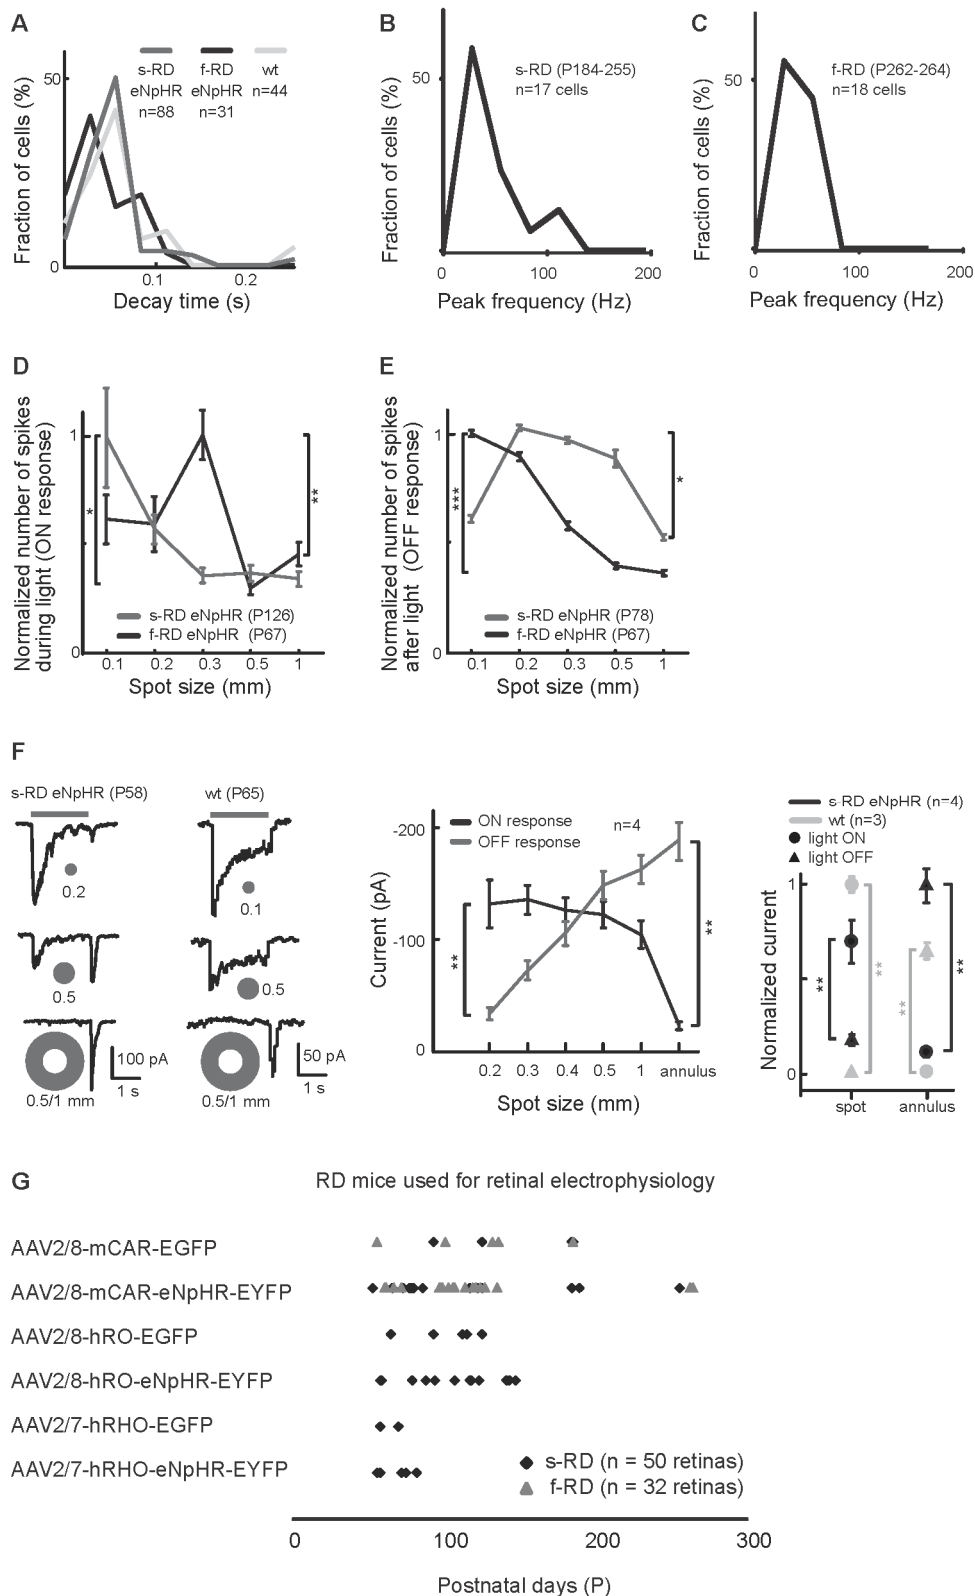 A
s-RD
eNpHR
n=88
f-RD
eNpHR
n=31
wt
n=44
50
0
0.1
0.2
Fraction of cells (%)
Decay time (s)
B
s-RD (P184-255)
n=17 cells
50
0
100
200
Fraction of cells (%)
Peak frequency (Hz)
C
f-RD (P262-264)
n=18 cells
50
0
100
200
Fraction of cells (%)
Peak frequency (Hz)
D
Normalized number of spikes
during light (ON response)
1
0
*
**
s-RD eNpHR (P126)
f-RD eNpHR (P67)
0.1
0.2
0.3
0.5
1
Spot size (mm)
E
Normalized number of spikes
after light (OFF response)
1
0
***
*
s-RD eNpHR (P78)
f-RD eNpHR (P67)
0.1
0.2
0.3
0.5
1
Spot size (mm)
F
s-RD eNpHR (P58)
wt (P65)
0.2
0.1
0.5
0.5
100 pA
1 s
50 pA
1 s
0.5/1 mm
0.5/1 mm
ON response
OFF response
n=4
-200
-100
0
Current (pA)
**
**
0.2
0.3
0.4
0.5
1
annulus
Spot size (mm)
s-RD eNpHR (n=4)
wt (n=3)
light ON
light OFF
1
0
Normalized current
**
**
**
**
spot
annulus
G
RD mice used for retinal electrophysiology
AAV2/8-mCAR-EGFP
AAV2/8-mCAR-eNpHR-EYFP
AAV2/8-hRO-EGFP
AAV2/8-hRO-eNpHR-EYFP
AAV2/7-hRHO-EGFP
AAV2/7-hRHO-eNpHR-EYFP
s-RD (n = 50 retinas)
f-RD (n = 32 retinas)
0
100
200
300
Postnatal days (P)